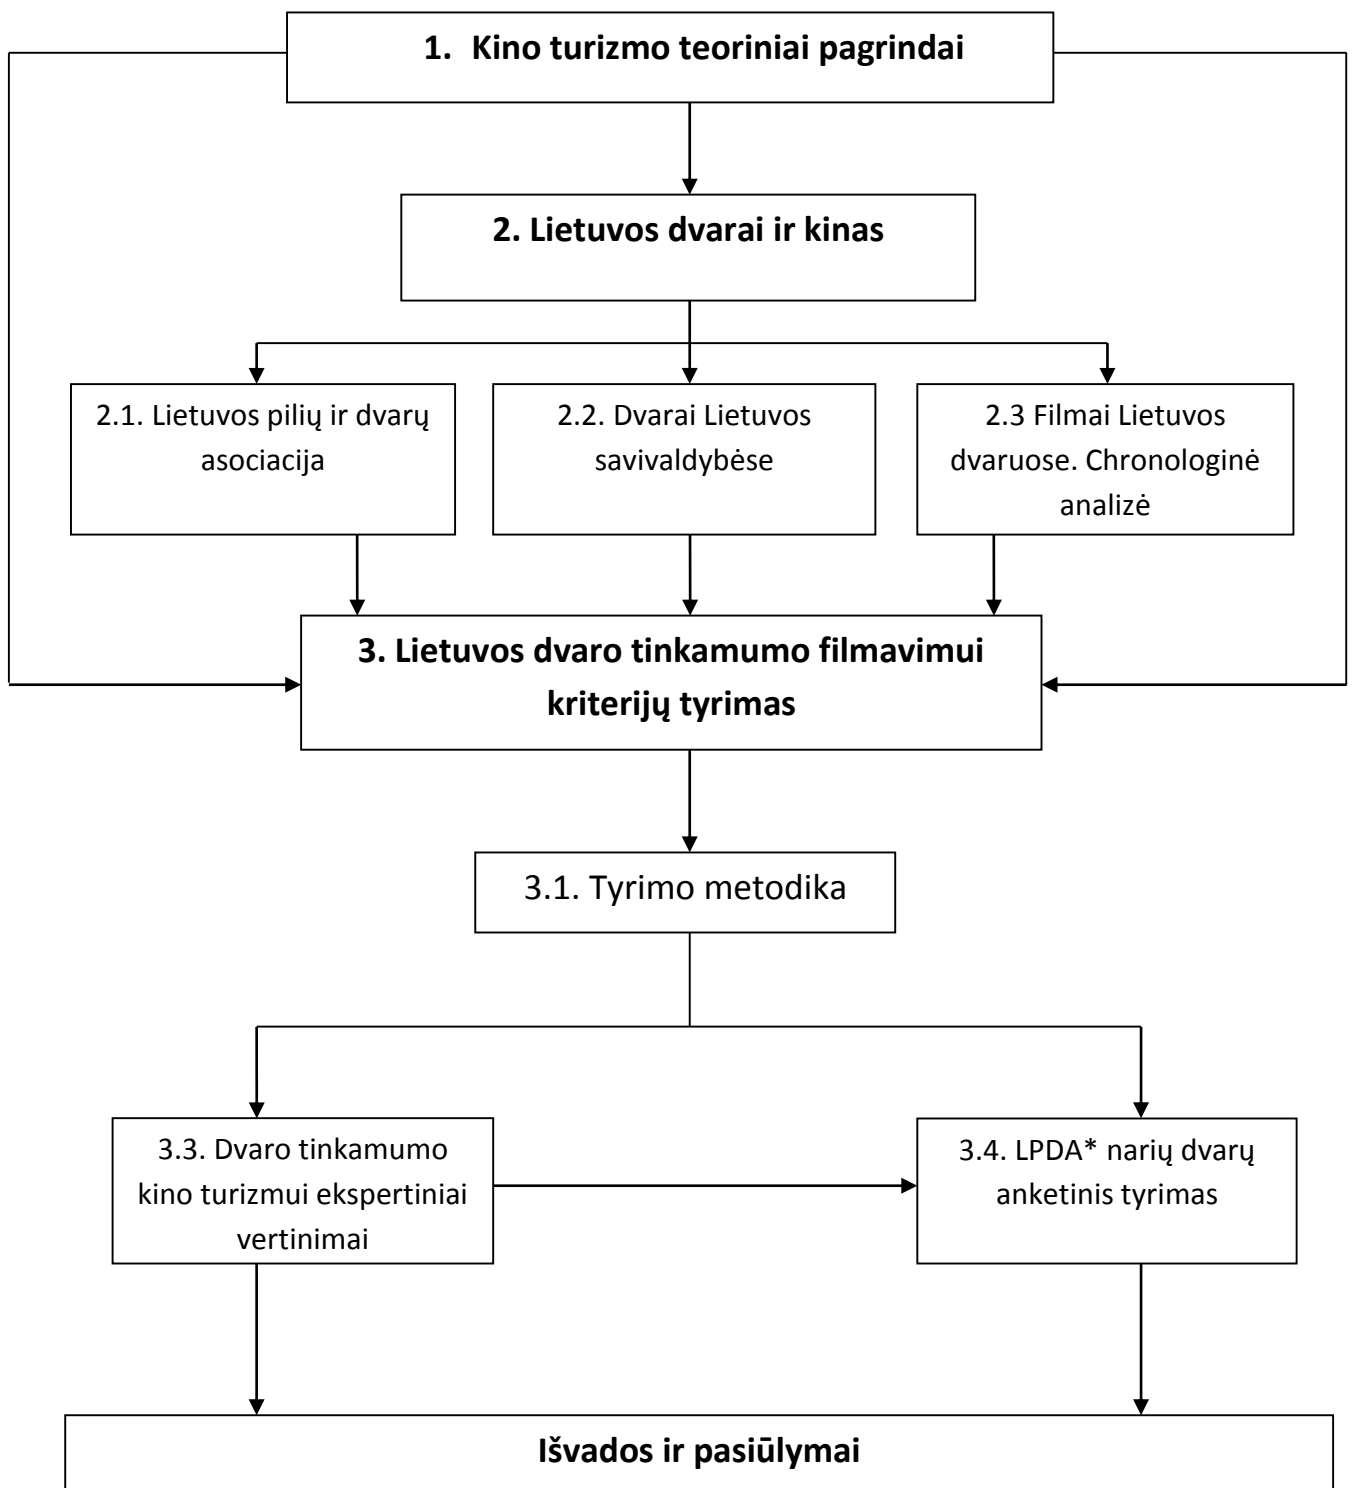 1. Kino turizmo teoriniai pagrindai
2. Lietuvos dvarai ir kinas
2.1. Lietuvos pilių ir dvarų
asociacija
2.2. Dvarai Lietuvos
savivaldybėse
2.3 Filmai Lietuvos
dvaruose. Chronologinė
analizė
3. Lietuvos dvaro tinkamumo filmavimui
kriterijų tyrimas
3.1. Tyrimo metodika
3.3. Dvaro tinkamumo
kino turizmui ekspertiniai
vertinimai
3.4. LPDA* narių dvarų
anketinis tyrimas
Išvados ir pasiūlymai